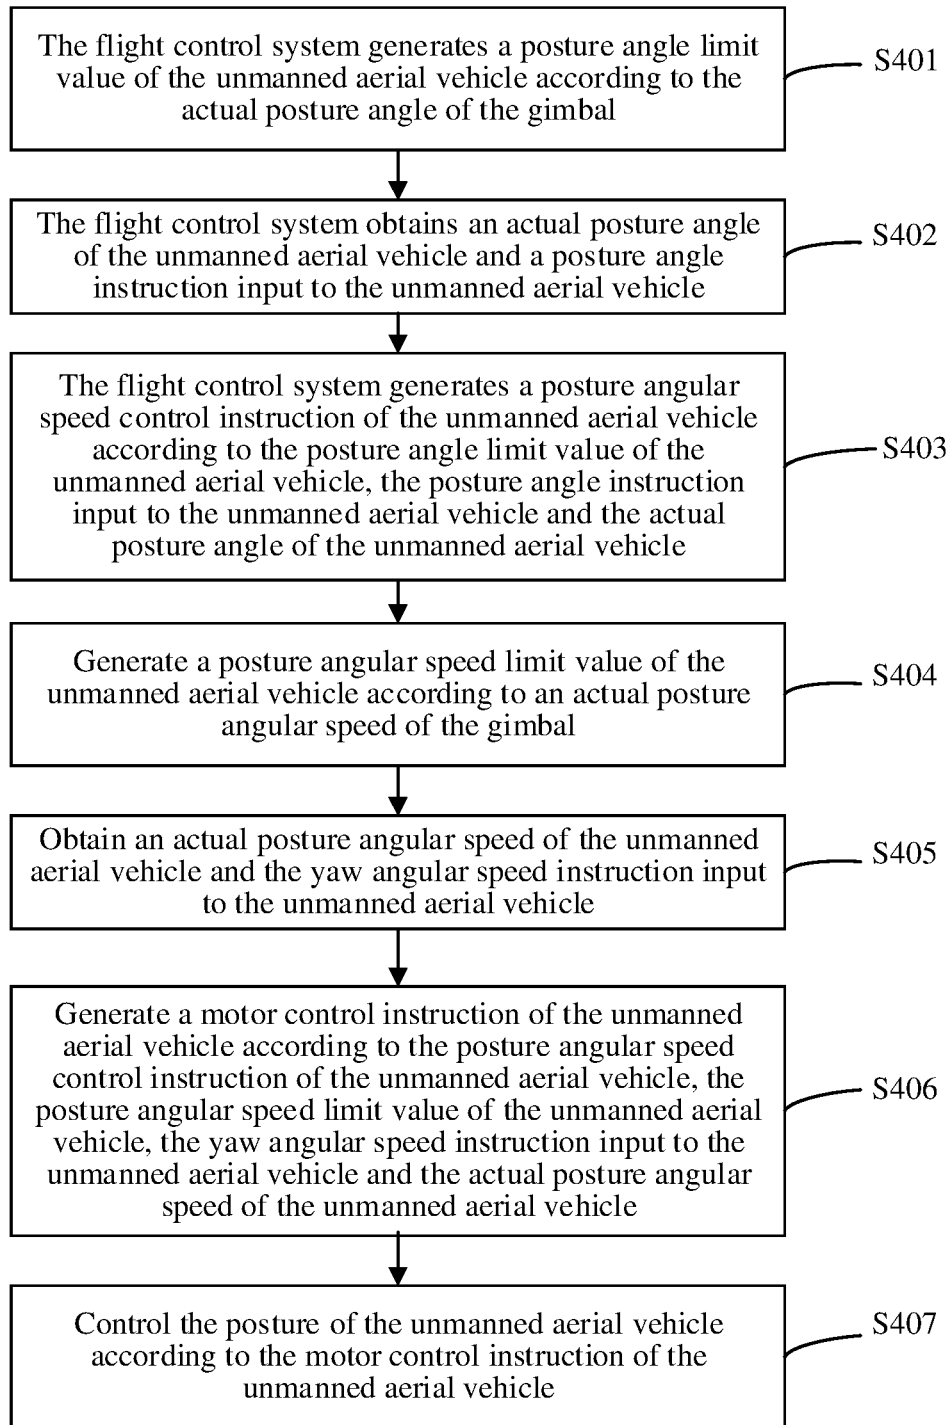 The flight control system generates a posture angle limit
value of the unmanned aerial vehicle according to the
actual posture angle of the gimbal
S401
The flight control system obtains an actual posture angle
of the unmanned aerial vehicle and a posture angle
instruction input to the unmanned aerial vehicle
S402
The flight control system generates a posture angular
speed control instruction of the unmanned aerial vehicle
according to the posture angle limit value of the
unmanned aerial vehicle, the posture angle instruction
input to the unmanned aerial vehicle and the actual
posture angle of the unmanned aerial vehicle
S403
Generate a posture angular speed limit value of the
unmanned aerial vehicle according to an actual posture
angular speed of the gimbal
S404
Obtain an actual posture angular speed of the unmanned
aerial vehicle and the yaw angular speed instruction input
to the unmanned aerial vehicle
S405
Generate a motor control instruction of the unmanned
aerial vehicle according to the posture angular speed
control instruction of the unmanned aerial vehicle, the
posture angular speed limit value of the unmanned aerial
vehicle, the yaw angular speed instruction input to the
unmanned aerial vehicle and the actual posture angular
speed of the unmanned aerial vehicle
S406
Control the posture of the unmanned aerial vehicle
according to the motor control instruction of the
unmanned aerial vehicle
S407